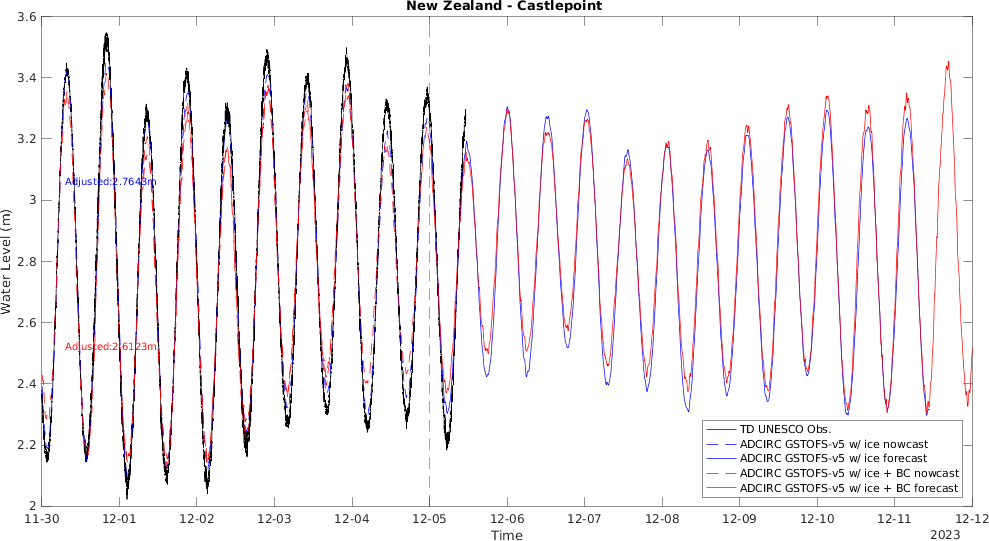 New Zealand - Castlepoint
3.6
3.4
3.2
3
2.8
2.6
2.4
2.2
2
Water Level (m)
Adjusted:2.7643m
Adjusted:2.6123m
TD UNESCO Obs.
ADCIRC GSTOFS-v5 w/ ice nowcast
ADCIRC GSTOFS-v5 w/ ice forecast
ADCIRC GSTOFS-v5 w/ ice + BC nowcast
ADCIRC GSTOFS-v5 w/ ice + BC forecast
11-30 12-01 12-02 12-03 12-04 12-05 12-06 12-07 12-08 12-09 12-10 12-11 12-12
Time
2023